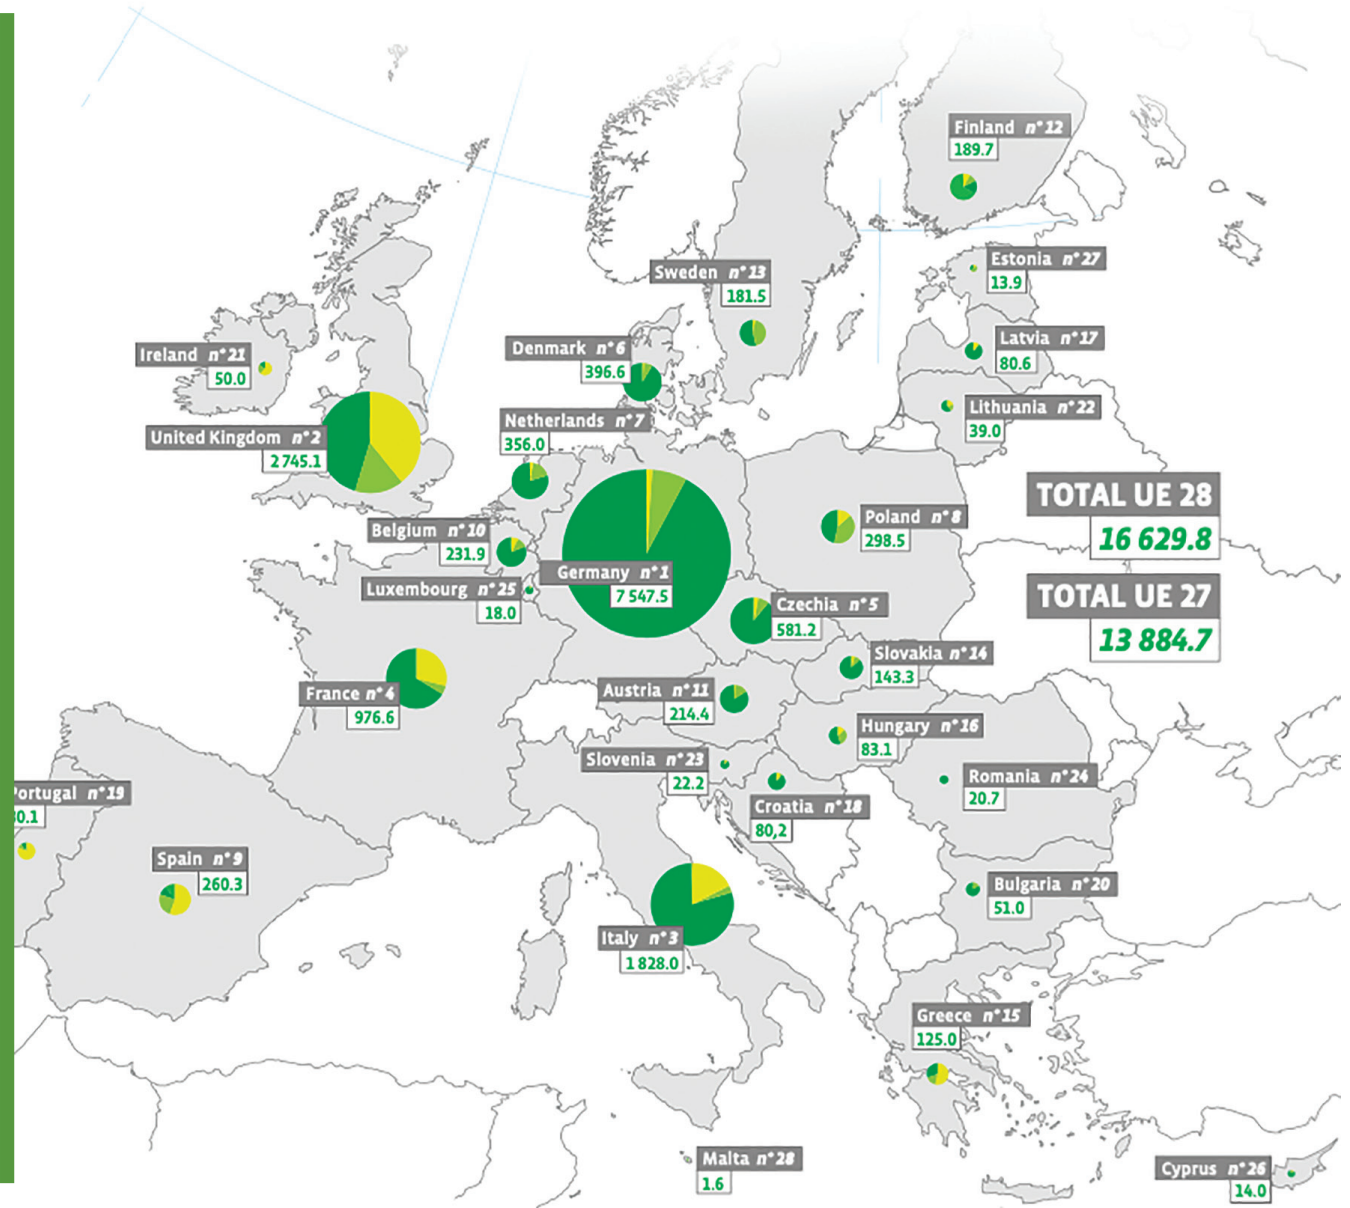 Finland n°12
189.7
Estonia n°27
13.9
Sweden n°13
181.5
Latvia n°17
80.6
Denmark n°6
396.6
Ireland n°21
50.0
Lithuania n°22
39.0
Netherlands n°7
356.0
United Kingdom n°2
2 745.1
TOTAL UE 28
16 629.8
Poland n°8
298.5
Belgium n°10
231.9
Germany n°1
7 547.5
Luxembourg n°25
18.0
TOTAL UE 27
13 884.7
Czechia n°5
581.2
Slovakia n°14
143.3
Austria n°11
214.4
France n°4
976.6
Hungary n°16
83.1
Slovenia n°23
22.2
Romania n°24
20.7
Portugal n°19
0.1
Croatia n°18
80,2
Spain n°9
260.3
Bulgaria n°20
51.0
Italy n°3
1 828.0
Greece n°15
125.0
Malta n°28
1.6
Cyprus n°26
14.0